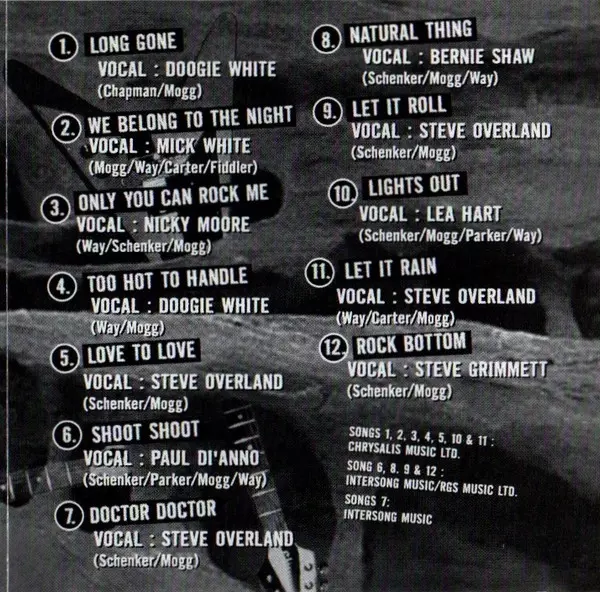 1. LONG GONE
VOCAL : DOOGIE WHITE
(Chapman/Mogg)
2. WE BELONG TO THE NIGHT
VOCAL : MICK WHITE
(Mogg/Way/Carter/Fiddler)
3. ONLY YOU CAN ROCK ME
VOCAL : NICKY MOORE
(Way/Schenker/Mogg)
4. TOO HOT TO HANDLE
VOCAL : DOOGIE WHITE
(Way/Mogg)
5. LOVE TO LOVE
VOCAL : STEVE OVERLAND
(Schenker/Mogg)
6. SHOOT SHOOT
VOCAL : PAUL DI'ANNO
(Schenker/Parker/Mogg/Way)
7. DOCTOR DOCTOR
VOCAL : STEVE OVERLAND
(Schenker/Mogg)
8. NATURAL THING
VOCAL : BERNIE SHAW
(Schenker/Mogg/Way)
9. LET IT ROLL
VOCAL : STEVE OVERLAND
(Schenker/Mogg)
10. LIGHTS OUT
VOCAL : LEA HART
(Schenker/Mogg/Parker/Way)
11. LET IT RAIN
VOCAL : STEVE OVERLAND
(Way/Carter/Mogg)
12. ROCK BOTTOM
VOCAL : STEVE GRIMMETT
(Schenker/Mogg)
SONGS 1, 2, 3, 4, 5, 10 & 11 :
CHRYSALIS MUSIC LTD.
SONG 6, 8. 9 & 12 :
INTERSONG MUSIC/RGS MUSIC LTD.
SONGS 7:
INTERSONG MUSIC